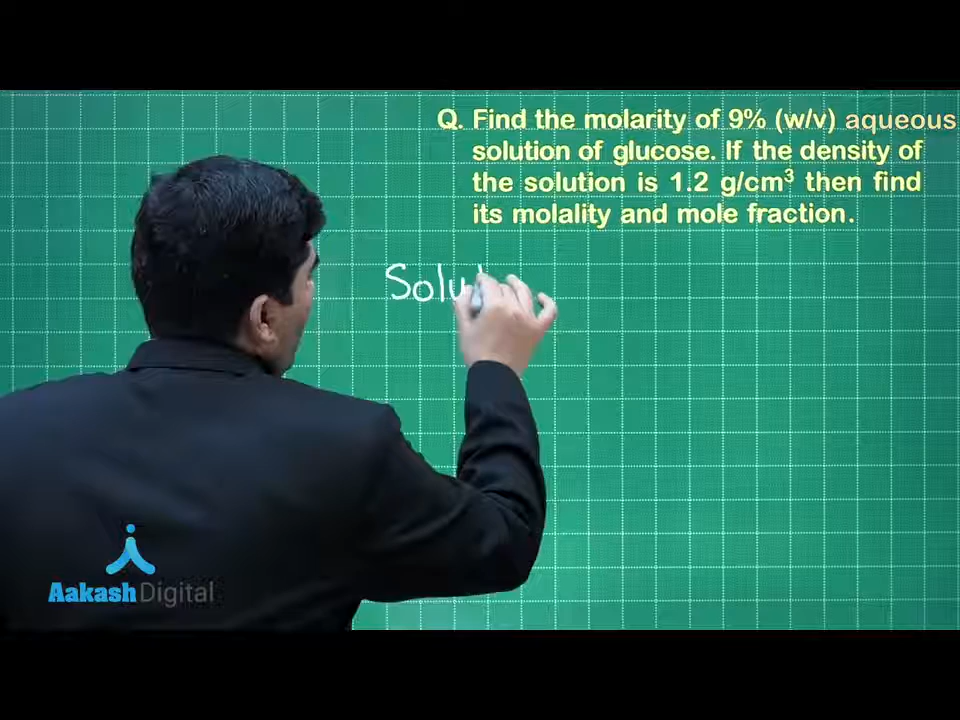 Q. Find the molarity of 9% (w/v) aqueous
solution of glucose. If the density of
the solution is 1.2 g/cm³ then find
its molality and mole fraction.
Solu
Aakash Digital